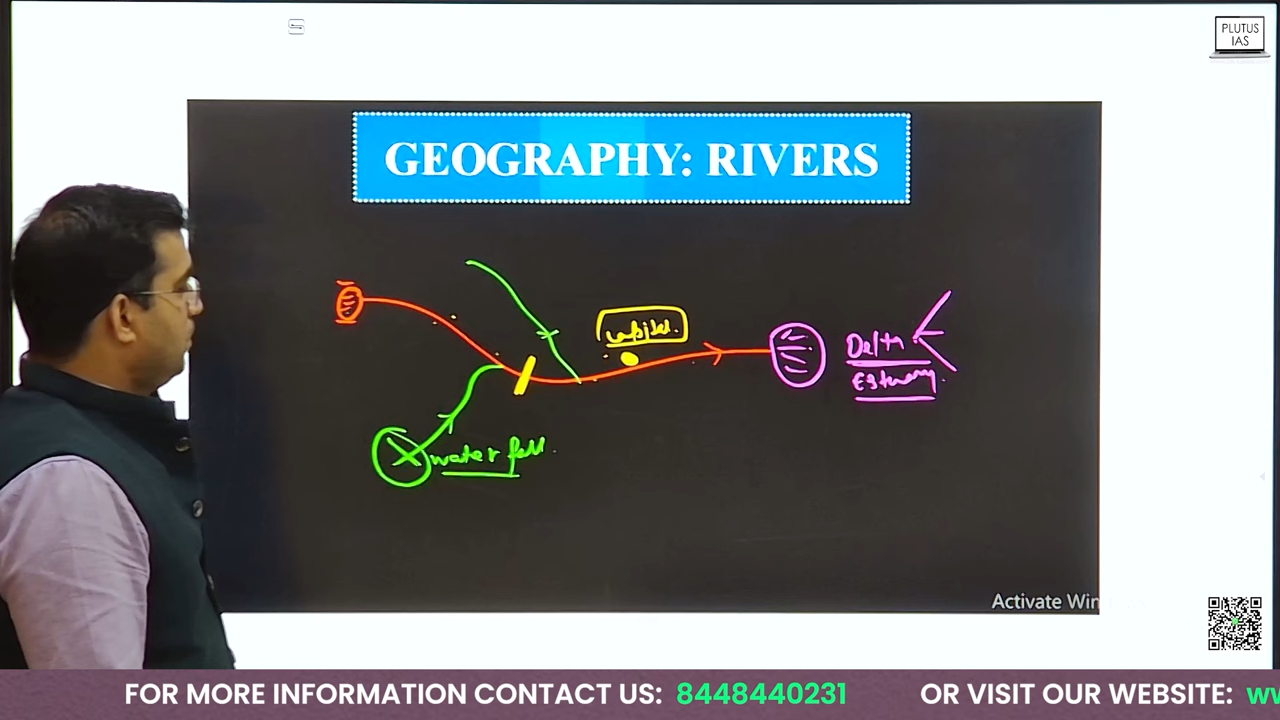 PLUTUS
IAS
GEOGRAPHY: RIVERS
Delta
Estuary.
water fall.
Activate Win
FOR MORE INFORMATION CONTACT US: 8448440231 OR VISIT OUR WEBSITE: ww